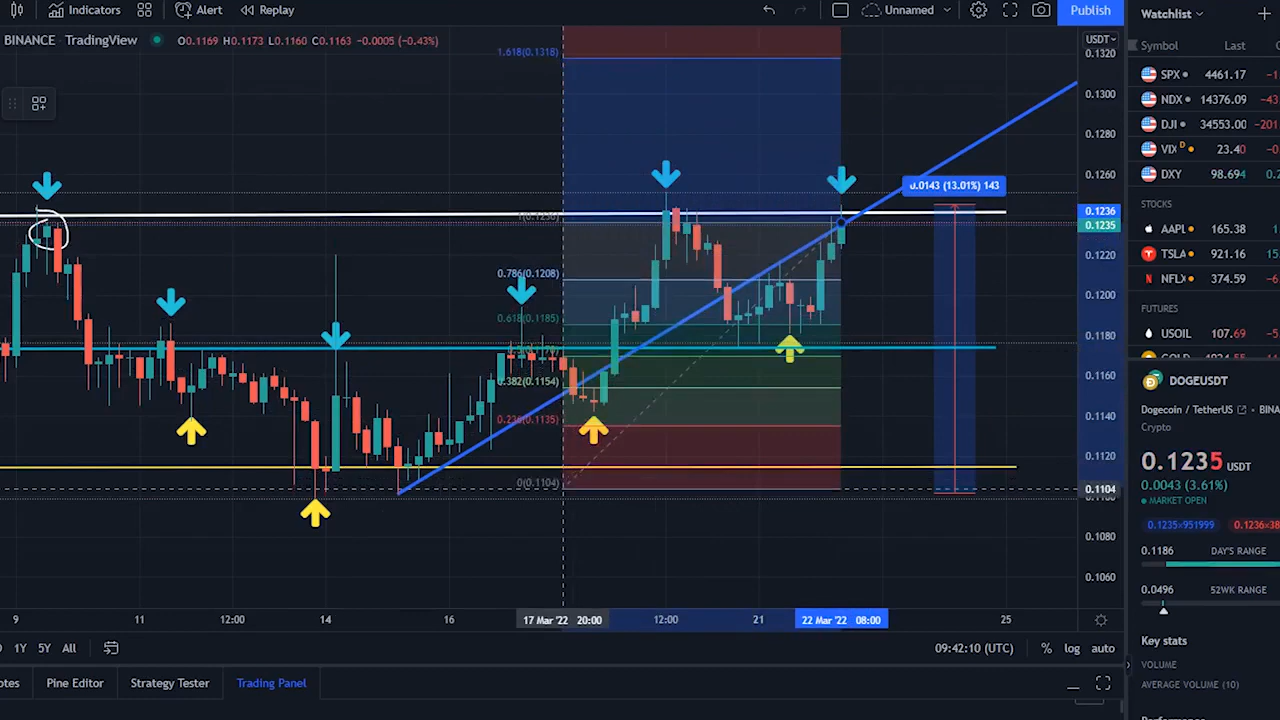 Indicators Alert Replay Unnamed Publish
BINANCE TradingView O0.1169 H0.1173 L0.1160 C0.1163 -0.0005 (-0.43%)
USDT
1.618(0.1318)
0.786(0.1208)
0.618(0.1185)
0.382(0.1154)
0.236(0.1135)
0(0.1104)
0.0143 (13.01%) 143
0.1320
0.1300
0.1280
0.1260
0.1236
0.1235
0.1220
0.1200
0.1180
0.1160
0.1140
0.1120
0.1104
0.1080
0.1060
9 11 12:00 14 16 17 Mar '22 20:00 12:00 21 22 Mar '22 08:00 25
1Y 5Y All 09:42:10 (UTC) % log auto
Pine Editor Strategy Tester Trading Panel
Watchlist
Symbol Last
SPX 4461.17
NDX 14376.09
DJI 34553.00 -201
VIX D 23.40
DXY 98.694
STOCKS
AAPL 165.38
TSLA 921.16
NFLX 374.59
FUTURES
USOIL 107.69
DOGEUSDT
Dogecoin / TetherUS
Crypto
0.1235 USDT
0.0043 (3.61%)
MARKET OPEN
0.1235×951999
0.1186 DAY'S RANGE
0.0496 52WK RANGE
Key stats
VOLUME
AVERAGE VOLUME (10)